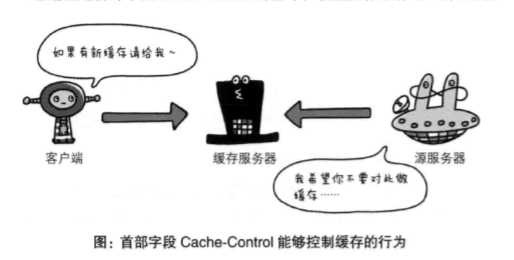 如果有新缓存请给我～
客户端
缓存服务器
源服务器
我希望你不要对此做
缓存……
图：首部字段 Cache-Control 能够控制缓存的行为